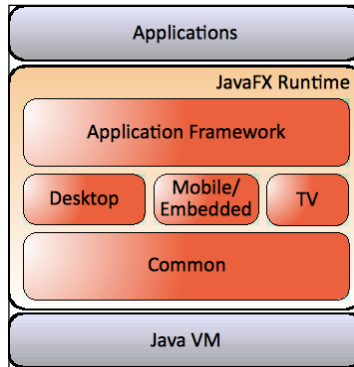 Applications
JavaFX Runtime
Application Framework
Desktop
Mobile/
Embedded
TV
Common
Java VM